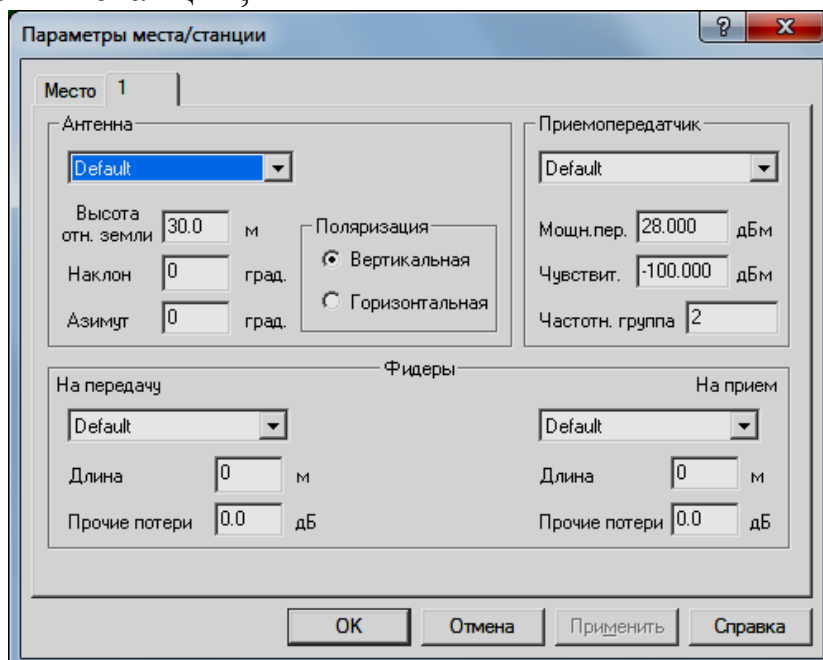 Параметры места/станции
Место 1
Антенна
Default
Высота
отн. земли 30.0 м
Наклон 0 град.
Азимут 0 град.
Поляризация
Вертикальная
Горизонтальная
Приемопередатчик
Default
Мощн.пер. 28.000 дБм
Чувствит. -100.000 дБм
Частотн. группа 2
Фидеры
На передачу
Default
Длина 0 м
Прочие потери 0.0 дБ
На прием
Default
Длина 0 м
Прочие потери 0.0 дБ
OK Отмена Применить Справка